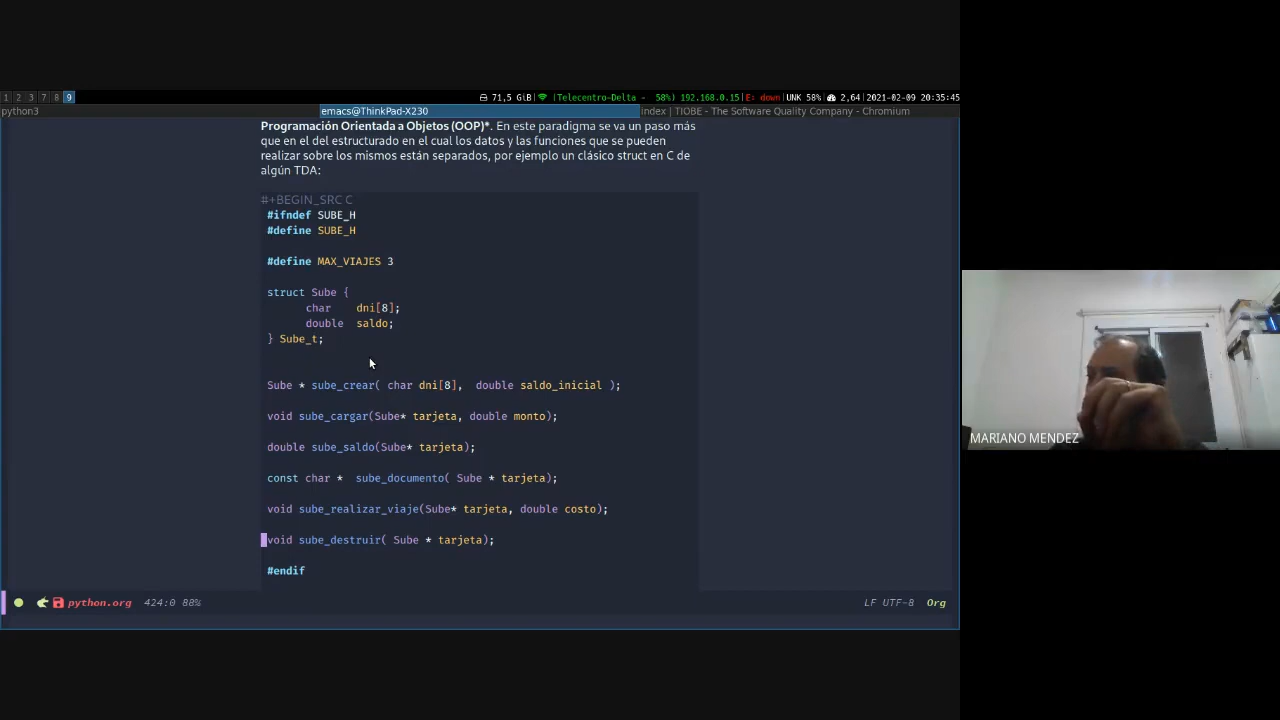 1 2 3 7 8 9
71,5 GiB| |Telecentro-Delta - 58%) 192.168.0.15|E: down|UNK 58%| 2,64|2021-02-09 20:35:45
python3
emacs@ThinkPad-X230
index | TIOBE - The Software Quality Company - Chromium
Programación Orientada a Objetos (OOP)*. En este paradigma se va un paso más
que en el del estructurado en el cual los datos y las funciones que se pueden
realizar sobre los mismos están separados, por ejemplo un clásico struct en C de
algún TDA:
#+BEGIN_SRC C
#ifndef SUBE_H
#define SUBE_H
#define MAX_VIAJES 3
struct Sube {
char dni[8];
double saldo;
} Sube_t;
Sube * sube_crear( char dni[8], double saldo_inicial );
void sube_cargar(Sube* tarjeta, double monto);
double sube_saldo(Sube* tarjeta);
const char * sube_documento( Sube * tarjeta);
void sube_realizar_viaje(Sube* tarjeta, double costo);
void sube_destruir( Sube * tarjeta);
#endif
python.org 424:0 88%
LF UTF-8 Org
MARIANO MENDEZ